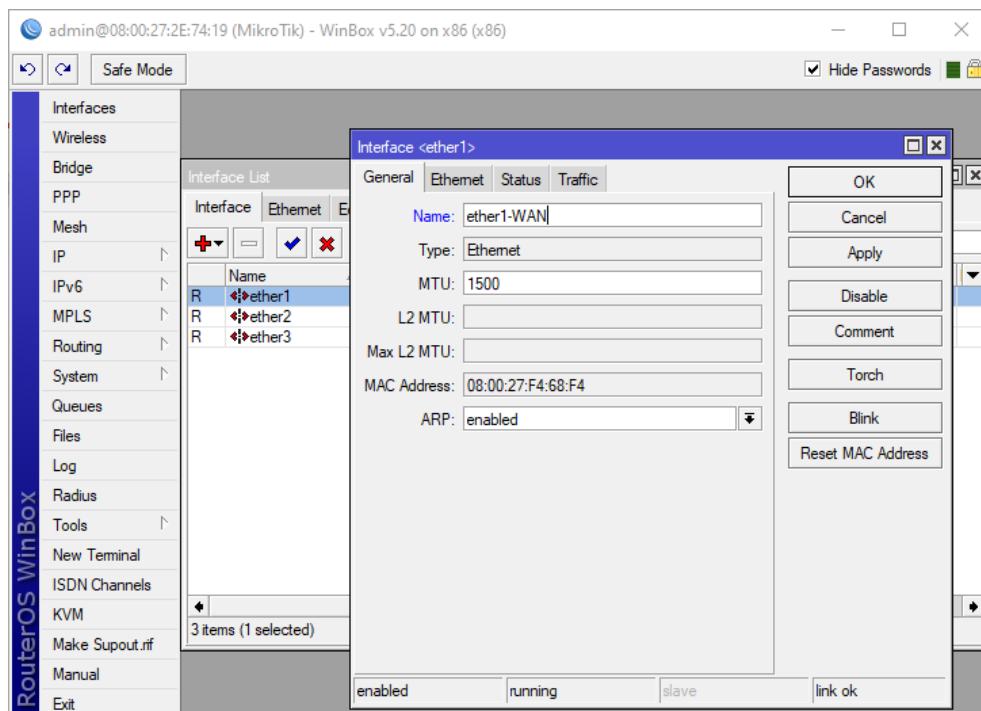 admin@08:00:27:2E:74:19 (MikroTik) - WinBox v5.20 on x86 (x86)
Safe Mode
Hide Passwords
RouterOS WinBox
Interfaces
Wireless
Bridge
PPP
Mesh
IP
IPv6
MPLS
Routing
System
Queues
Files
Log
Radius
Tools
New Terminal
ISDN Channels
KVM
Make Supout.rif
Manual
Exit
Interface List
Interface Ethernet
Name
R ether1
R ether2
R ether3
3 items (1 selected)
Interface <ether1>
General Ethernet Status Traffic
Name: ether1-WAN
Type: Ethernet
MTU: 1500
L2 MTU:
Max L2 MTU:
MAC Address: 08:00:27:F4:68:F4
ARP: enabled
OK
Cancel
Apply
Disable
Comment
Torch
Blink
Reset MAC Address
enabled running slave link ok